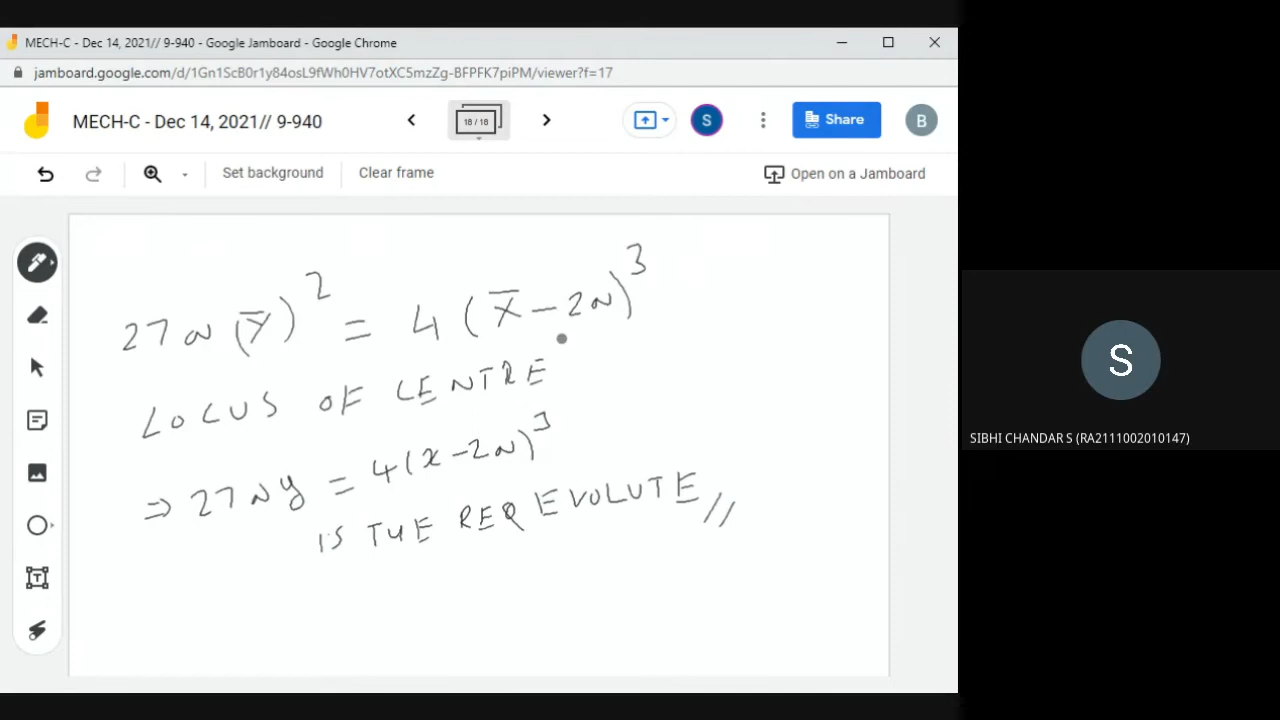 MECH-C - Dec 14, 2021// 9-940 - Google Jamboard - Google Chrome
jamboard.google.com/d/1Gn1ScB0r1y84osL9fWh0HV7otXC5mzZg-BFPFK7piPM/viewer?f=17
MECH-C - Dec 14, 2021// 9-940
18 / 18
S
Share
B
Set background
Clear frame
Open on a Jamboard
27a(y̅)² = 4(x̅-2a)³
LOCUS OF CENTRE
⇒ 27ay = 4(x-2a)³
IS THE REQ EVOLUTE //
S
SIBHI CHANDAR S (RA2111002010147)